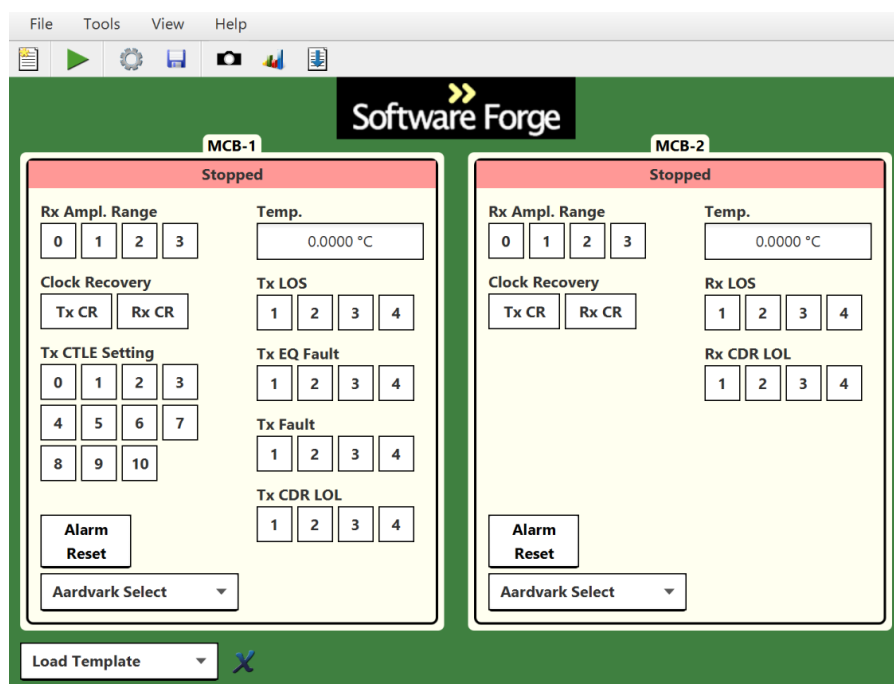 File Tools View Help
Software Forge
MCB-1
Stopped
Rx Ampl. Range
0 1 2 3
Temp.
0.0000 °C
Clock Recovery
Tx CR Rx CR
Tx LOS
1 2 3 4
Tx CTLE Setting
0 1 2 3
4 5 6 7
8 9 10
Tx EQ Fault
1 2 3 4
Tx Fault
1 2 3 4
Tx CDR LOL
1 2 3 4
Alarm
Reset
Aardvark Select
MCB-2
Stopped
Rx Ampl. Range
0 1 2 3
Temp.
0.0000 °C
Clock Recovery
Tx CR Rx CR
Rx LOS
1 2 3 4
Rx CDR LOL
1 2 3 4
Alarm
Reset
Aardvark Select
Load Template
X